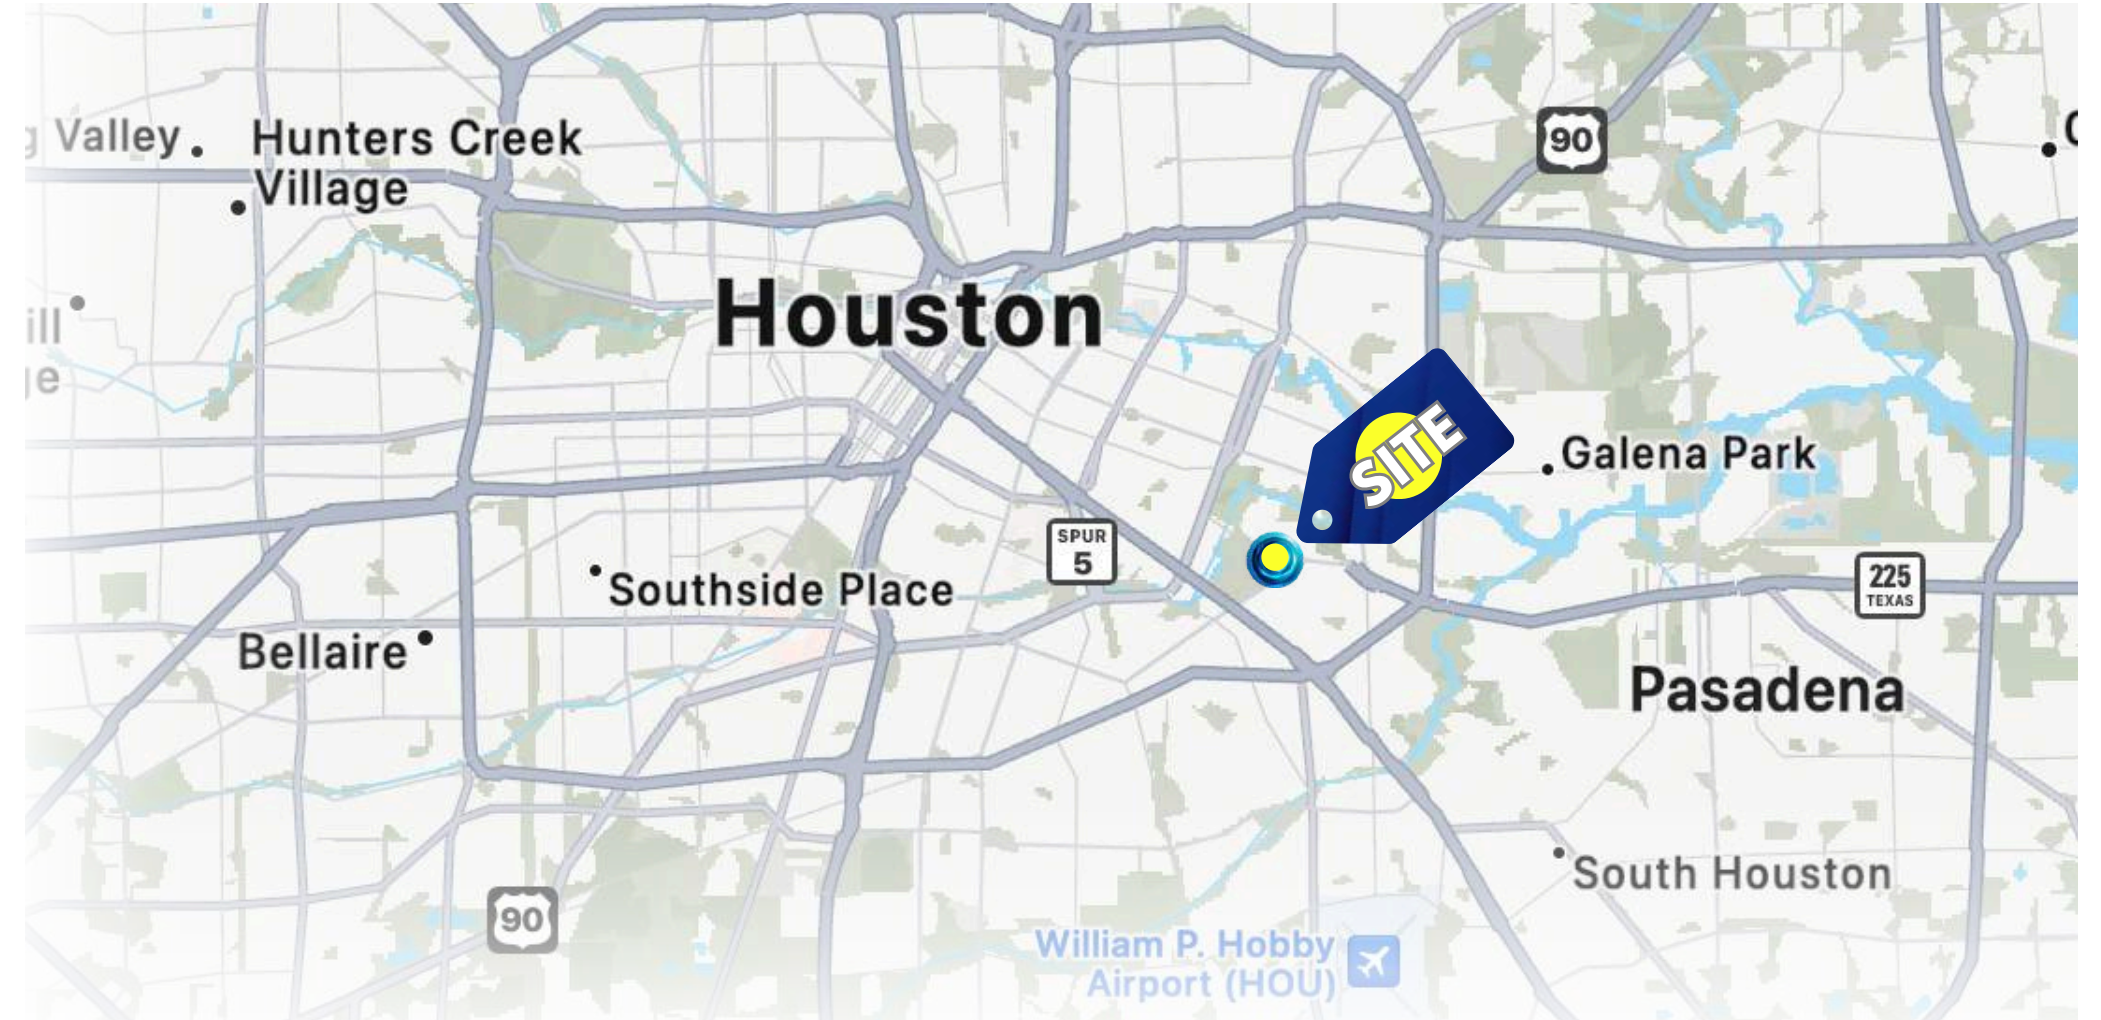 Valley
Hunters Creek
Village
90
Houston
SITE
Galena Park
SPUR
5
225
TEXAS
Southside Place
Bellaire
Pasadena
South Houston
90
William P. Hobby
Airport (HOU)